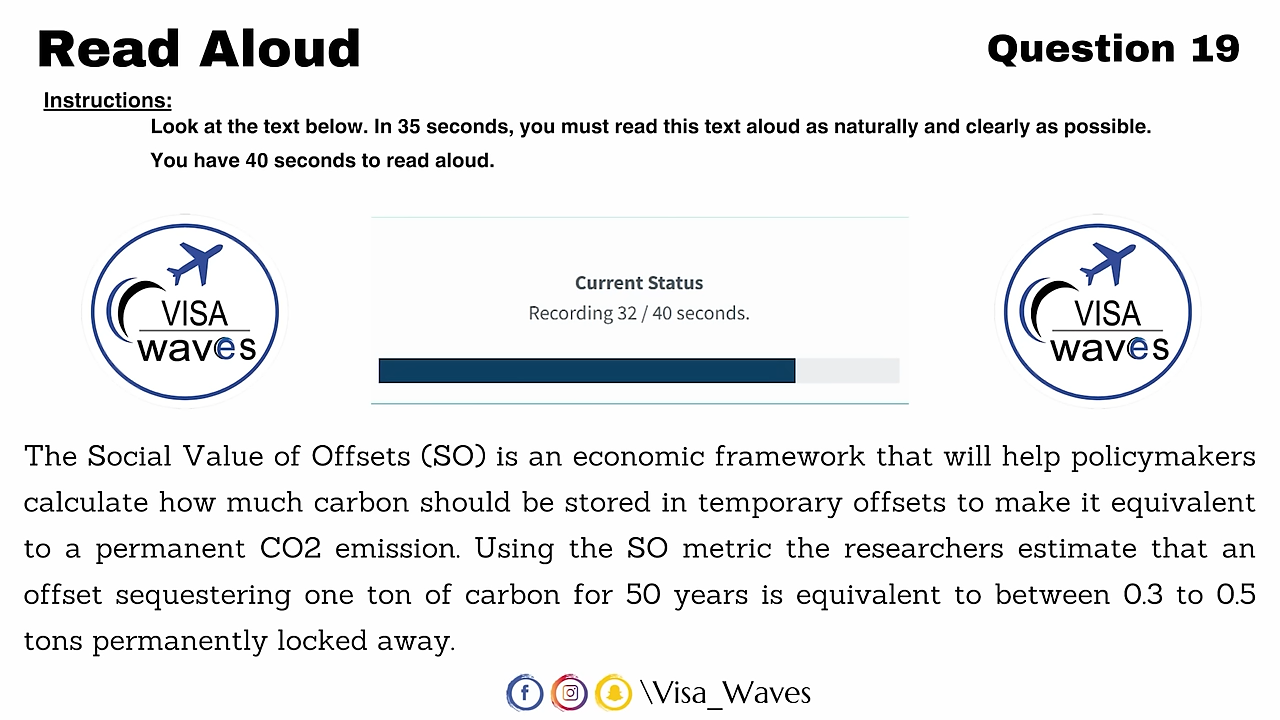 Read Aloud
Question 19
Instructions:
Look at the text below. In 35 seconds, you must read this text aloud as naturally and clearly as possible.
You have 40 seconds to read aloud.
VISA
waves
Current Status
Recording 32 / 40 seconds.
VISA
waves
The Social Value of Offsets (SO) is an economic framework that will help policymakers
calculate how much carbon should be stored in temporary offsets to make it equivalent
to a permanent CO2 emission. Using the SO metric the researchers estimate that an
offset sequestering one ton of carbon for 50 years is equivalent to between 0.3 to 0.5
tons permanently locked away.
\Visa_Waves